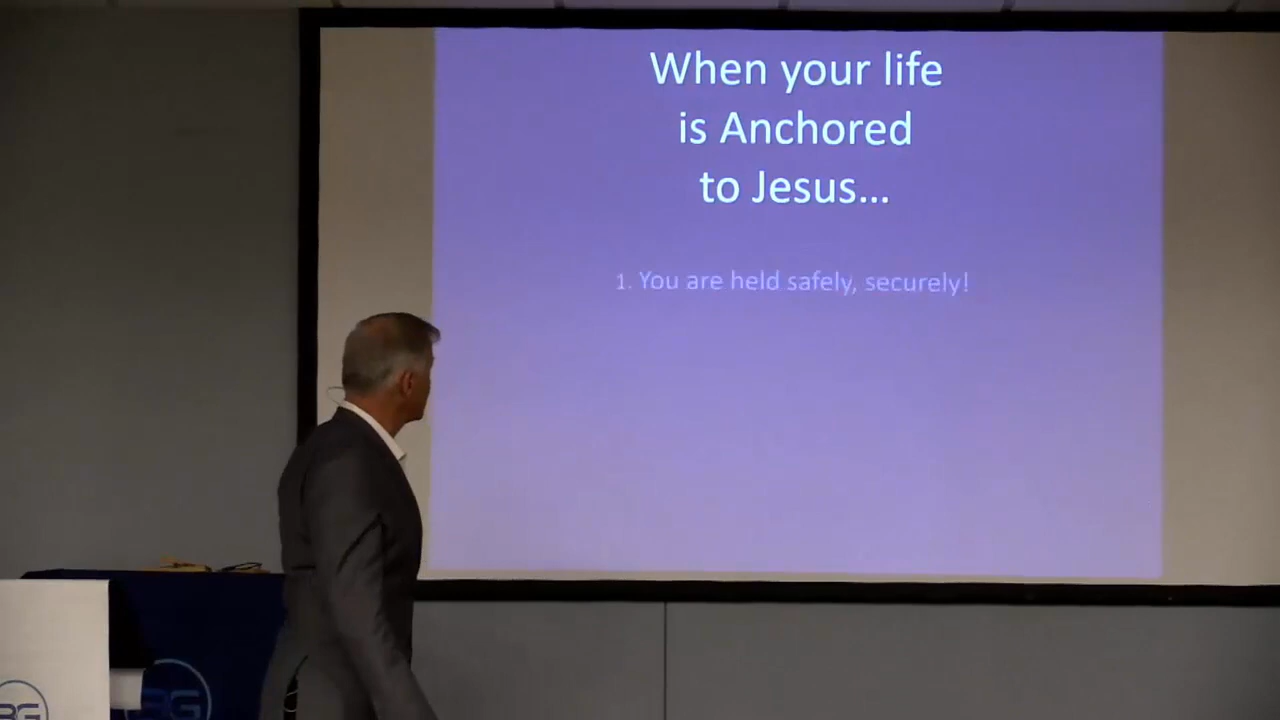 When your life
is Anchored
to Jesus...
1. You are held safely, securely!